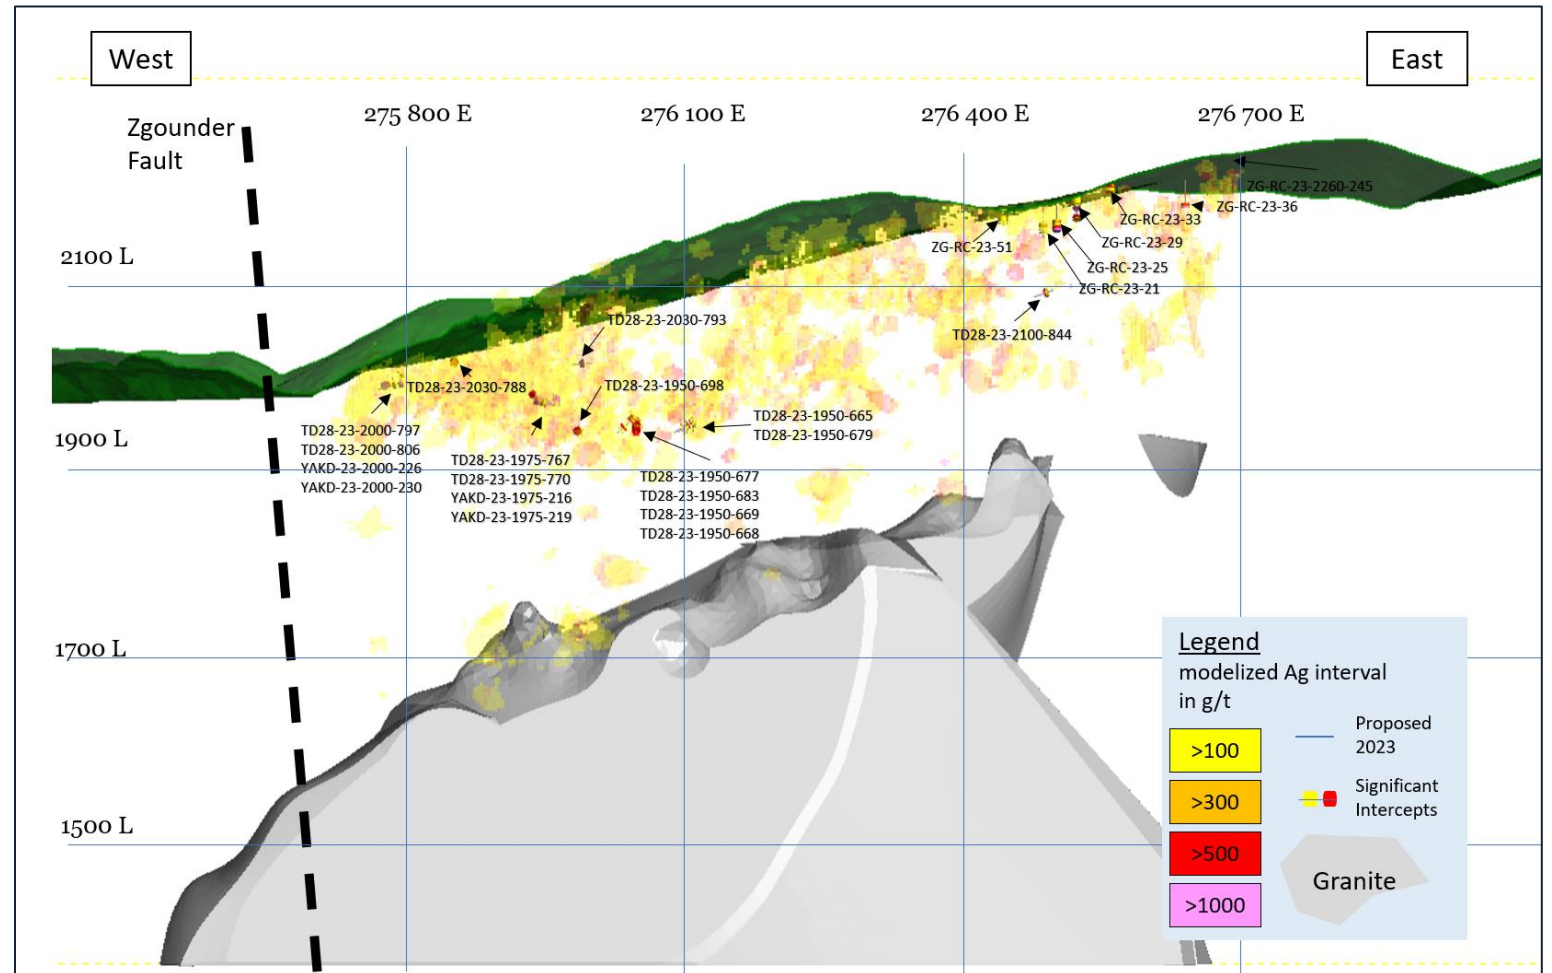 West
East
275 800 E
276 100 E
276 400 E
276 700 E
Zgounder
Fault
ZG-RC-23-2260-245
ZG-RC-23-36
ZG-RC-23-33
ZG-RC-23-51
ZG-RC-23-29
2100 L
ZG-RC-23-25
ZG-RC-23-21
TD28-23-2030-793
TD28-23-2100-844
TD28-23-2030-788
TD28-23-1950-698
TD28-23-1950-665
TD28-23-1950-679
1900 L
TD28-23-2000-797
TD28-23-2000-806
YAKD-23-2000-226
YAKD-23-2000-230
TD28-23-1975-767
TD28-23-1975-770
YAKD-23-1975-216
YAKD-23-1975-219
TD28-23-1950-677
TD28-23-1950-683
TD28-23-1950-669
TD28-23-1950-668
1700 L
1500 L
Legend
modelized Ag interval
in g/t
>100
>300
>500
>1000
Proposed
2023
Significant
Intercepts
Granite